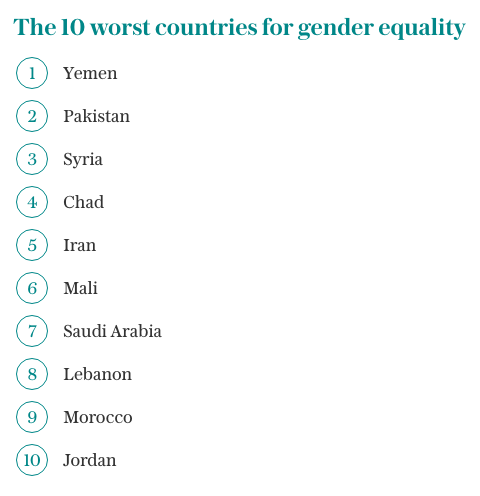 The 10 worst countries for gender equality
1 Yemen
2 Pakistan
3 Syria
4 Chad
5 Iran
6 Mali
7 Saudi Arabia
8 Lebanon
9 Morocco
10 Jordan